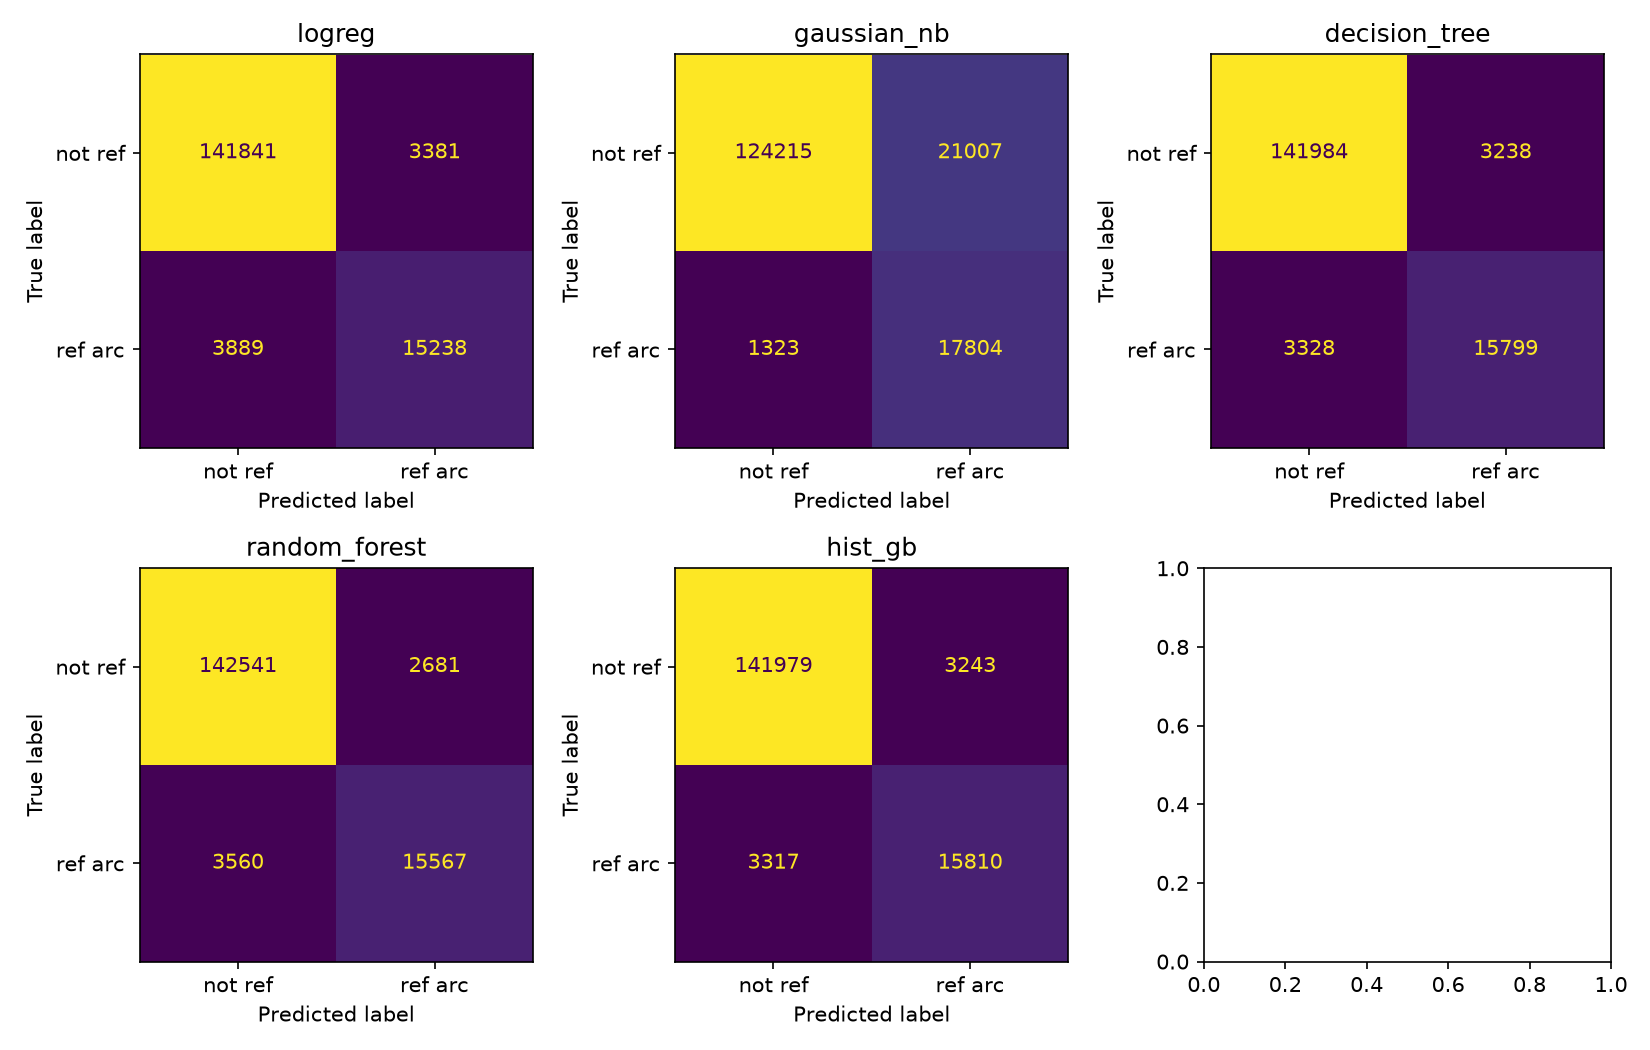 logreg
not ref
141841
3381
ref arc
3889
15238
True label
not ref
ref arc
Predicted label
gaussian_nb
not ref
124215
21007
ref arc
1323
17804
True label
not ref
ref arc
Predicted label
decision_tree
not ref
141984
3238
ref arc
3328
15799
True label
not ref
ref arc
Predicted label
random_forest
not ref
142541
2681
ref arc
3560
15567
True label
not ref
ref arc
Predicted label
hist_gb
not ref
141979
3243
ref arc
3317
15810
True label
not ref
ref arc
Predicted label
1.0
0.8
0.6
0.4
0.2
0.0
0.0 0.2 0.4 0.6 0.8 1.0